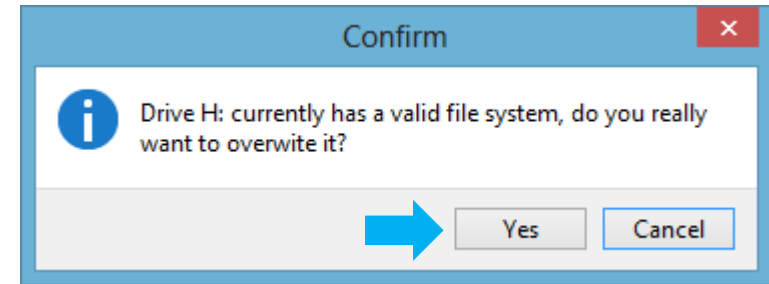 Confirm
Drive H: currently has a valid file system, do you really
want to overwite it?
Yes
Cancel